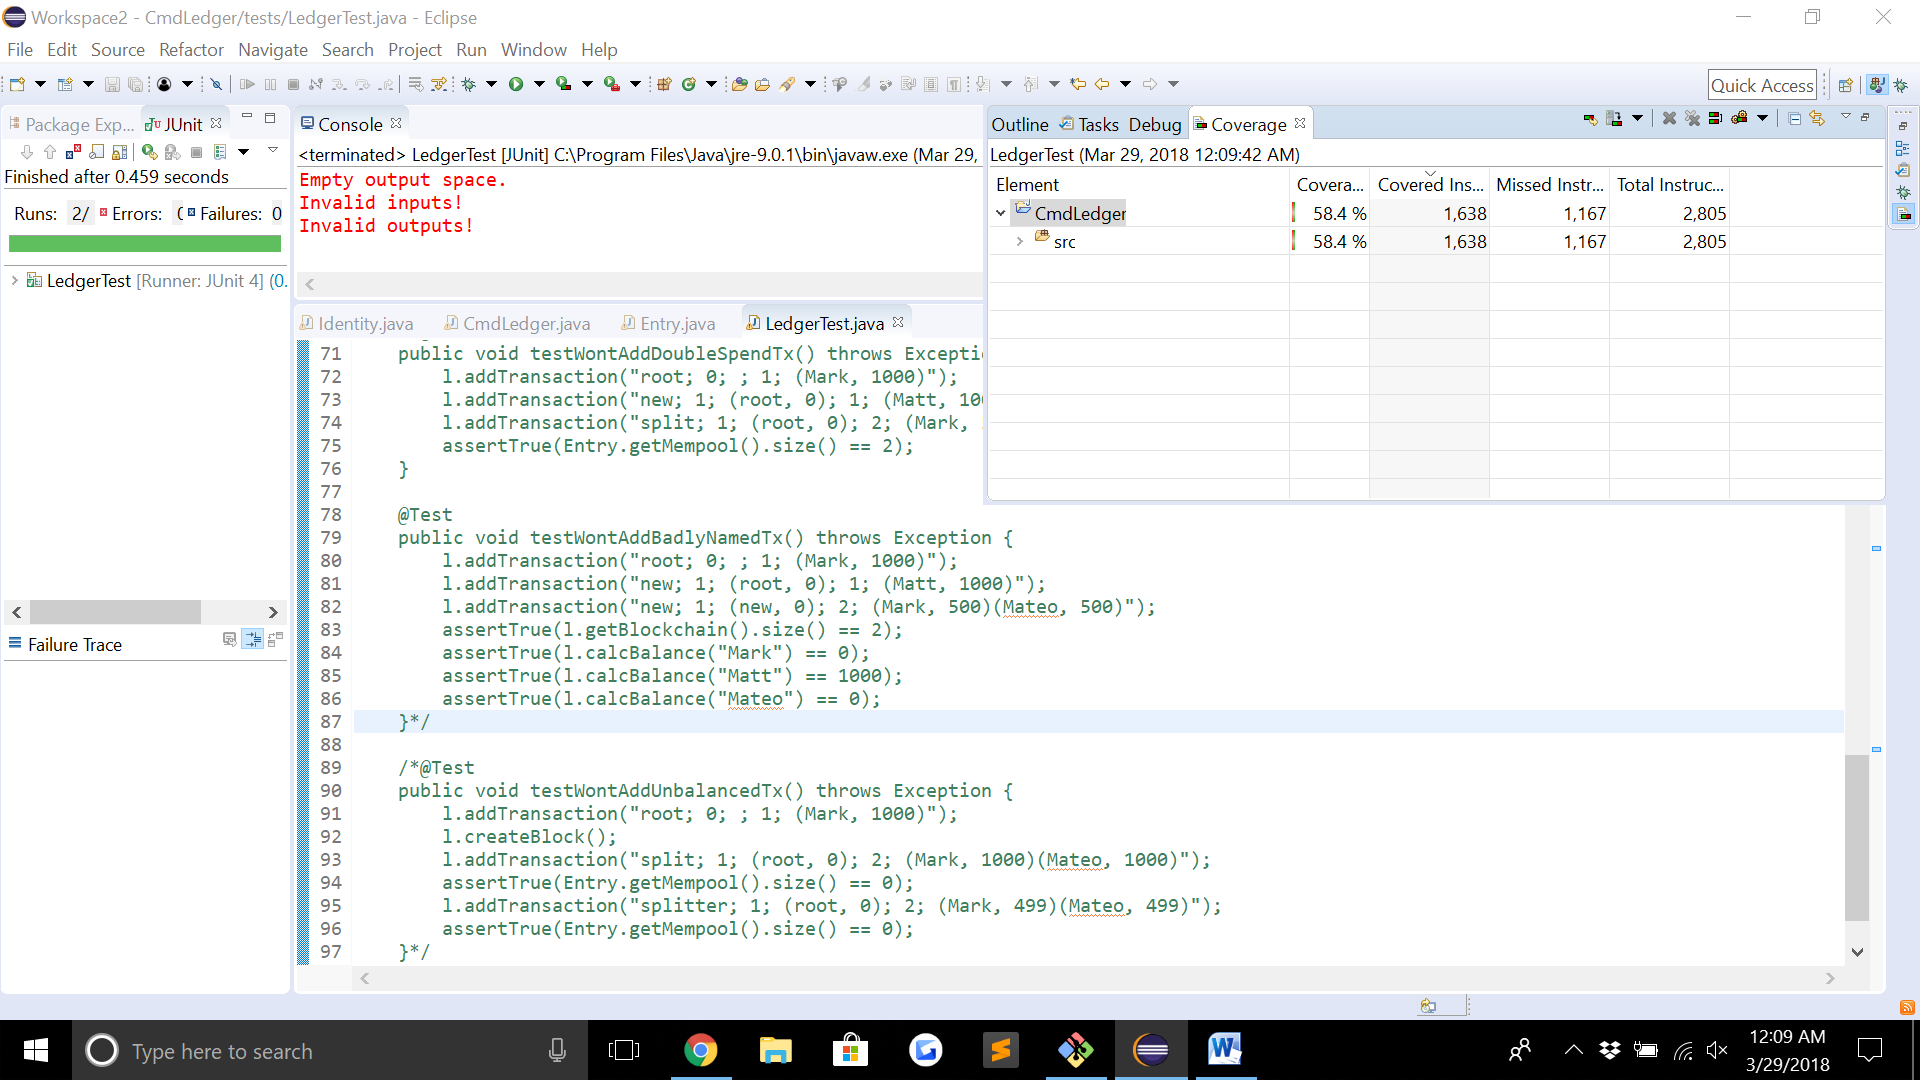 Workspace2 - CmdLedger/tests/LedgerTest.java - Eclipse
File Edit Source Refactor Navigate Search Project Run Window Help
Quick Access
Package Exp... JUnit
Finished after 0.459 seconds
Runs: 2/ Errors: Failures: 0
LedgerTest [Runner: JUnit 4] (0.
Failure Trace
Console
<terminated> LedgerTest [JUnit] C:\Program Files\Java\jre-9.0.1\bin\javaw.exe (Mar 29,
Empty output space.
Invalid inputs!
Invalid outputs!
Outline Tasks Debug Coverage
LedgerTest (Mar 29, 2018 12:09:42 AM)
Element Covera... Covered Ins... Missed Instr... Total Instruc...
CmdLedger 58.4 % 1,638 1,167 2,805
src 58.4 % 1,638 1,167 2,805
Identity.java CmdLedger.java Entry.java LedgerTest.java
71 public void testWontAddDoubleSpendTx() throws Excepti
72 l.addTransaction("root; 0; ; 1; (Mark, 1000)");
73 l.addTransaction("new; 1; (root, 0); 1; (Matt, 10
74 l.addTransaction("split; 1; (root, 0); 2; (Mark,
75 assertTrue(Entry.getMempool().size() == 2);
76 }
77
78 @Test
79 public void testWontAddBadlyNamedTx() throws Exception {
80 l.addTransaction("root; 0; ; 1; (Mark, 1000)");
81 l.addTransaction("new; 1; (root, 0); 1; (Matt, 1000)");
82 l.addTransaction("new; 1; (new, 0); 2; (Mark, 500)(Mateo, 500)");
83 assertTrue(l.getBlockchain().size() == 2);
84 assertTrue(l.calcBalance("Mark") == 0);
85 assertTrue(l.calcBalance("Matt") == 1000);
86 assertTrue(l.calcBalance("Mateo") == 0);
87 }*/
88
89 /*@Test
90 public void testWontAddUnbalancedTx() throws Exception {
91 l.addTransaction("root; 0; ; 1; (Mark, 1000)");
92 l.createBlock();
93 l.addTransaction("split; 1; (root, 0); 2; (Mark, 1000)(Mateo, 1000)");
94 assertTrue(Entry.getMempool().size() == 0);
95 l.addTransaction("splitter; 1; (root, 0); 2; (Mark, 499)(Mateo, 499)");
96 assertTrue(Entry.getMempool().size() == 0);
97 }*/
Type here to search
12:09 AM
3/29/2018